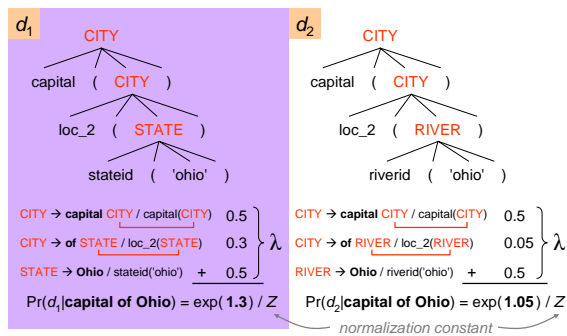 d1
CITY
capital ( CITY )
loc_2 ( STATE )
stateid ( 'ohio' )
CITY → capital CITY / capital(CITY) 0.5
CITY → of STATE / loc_2(STATE) 0.3
STATE → Ohio / stateid('ohio') + 0.5
λ
Pr(d1|capital of Ohio) = exp(1.3) / Z
d2
CITY
capital ( CITY )
loc_2 ( RIVER )
riverid ( 'ohio' )
CITY → capital CITY / capital(CITY) 0.5
CITY → of RIVER / loc_2(RIVER) 0.05
RIVER → Ohio / riverid('ohio') + 0.5
λ
Pr(d2|capital of Ohio) = exp(1.05) / Z
normalization constant